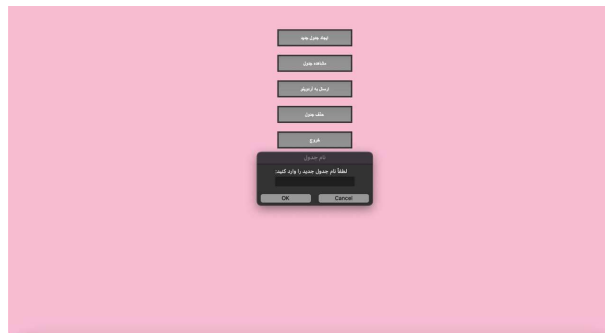 ایجاد جدول جدید
مشاهده جدول
ارسال به اردوینو
حذف جدول
خروج
نام جدول
لطفاً نام جدول جدید را وارد کنید:
OK
Cancel